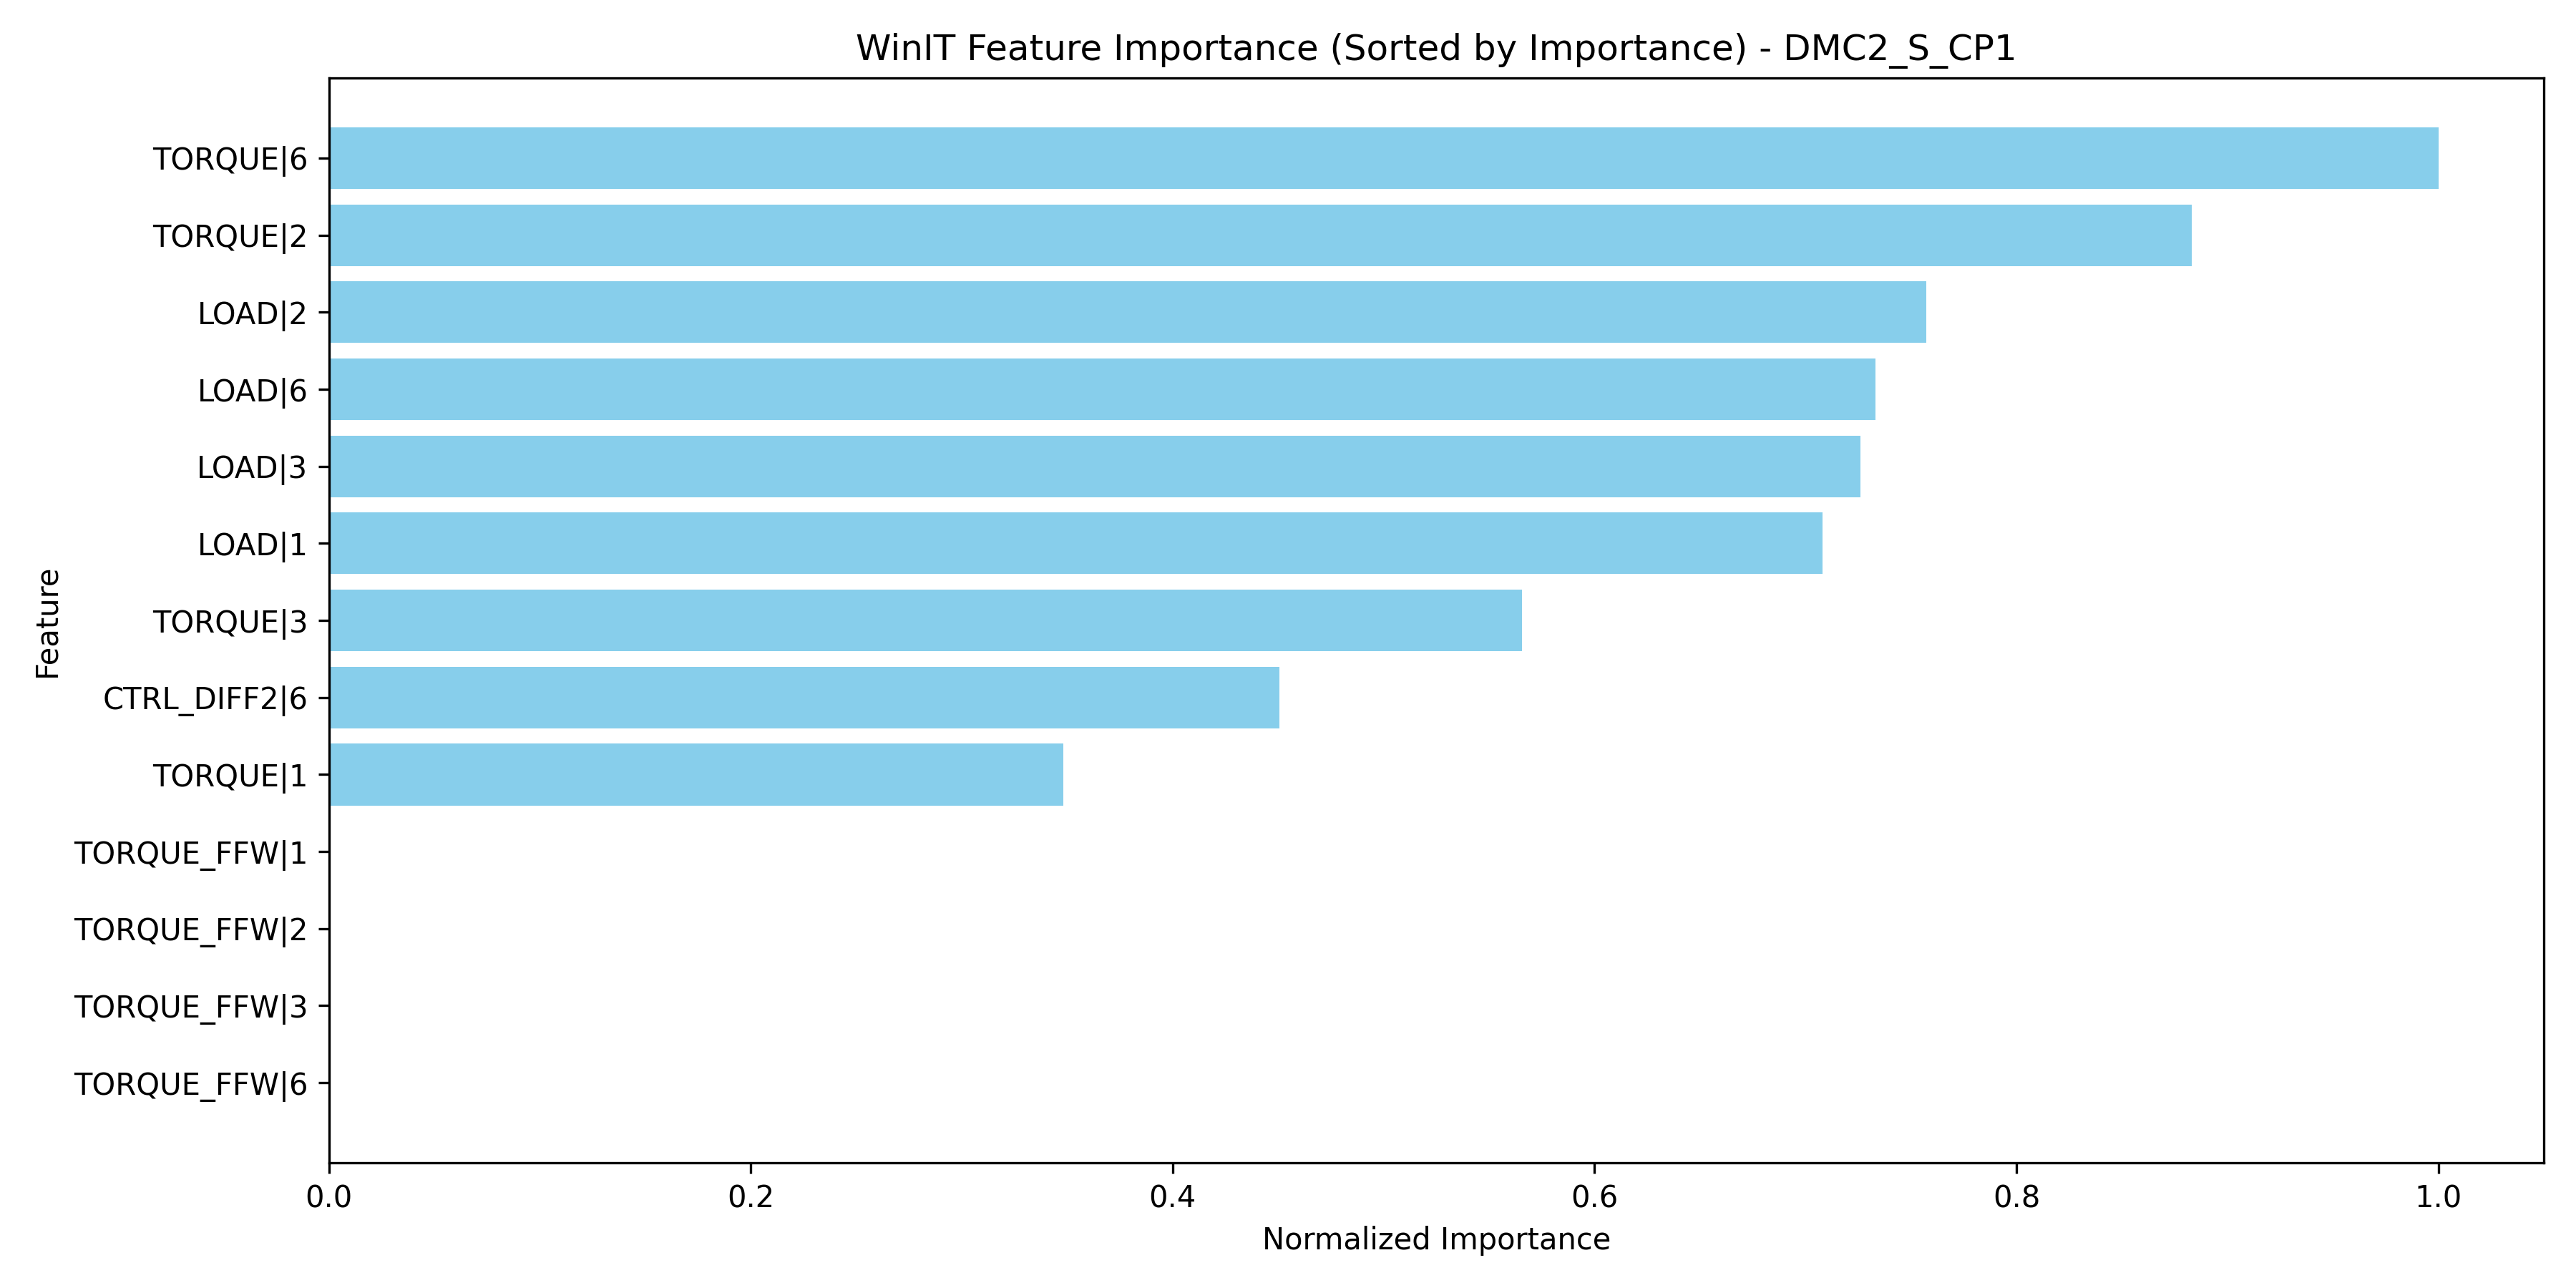 WinIT Feature Importance (Sorted by Importance) - DMC2_S_CP1
TORQUE|6
TORQUE|2
LOAD|2
LOAD|6
LOAD|3
LOAD|1
TORQUE|3
CTRL_DIFF2|6
TORQUE|1
TORQUE_FFW|1
TORQUE_FFW|2
TORQUE_FFW|3
TORQUE_FFW|6
Feature
0.0 0.2 0.4 0.6 0.8 1.0
Normalized Importance